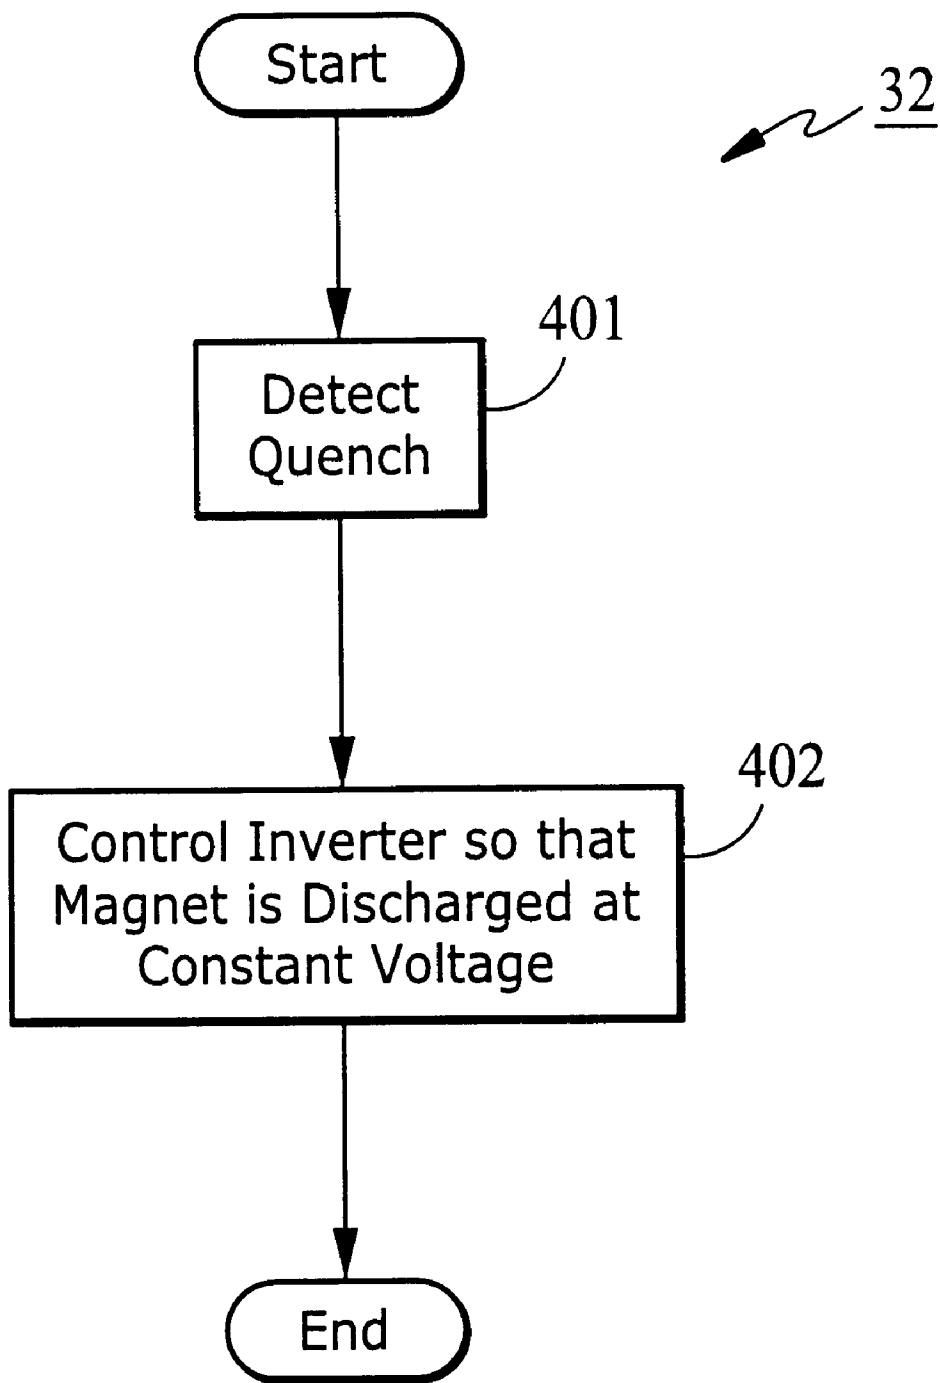 Start
32
401
Detect
Quench
402
Control Inverter so that
Magnet is Discharged at
Constant Voltage
End